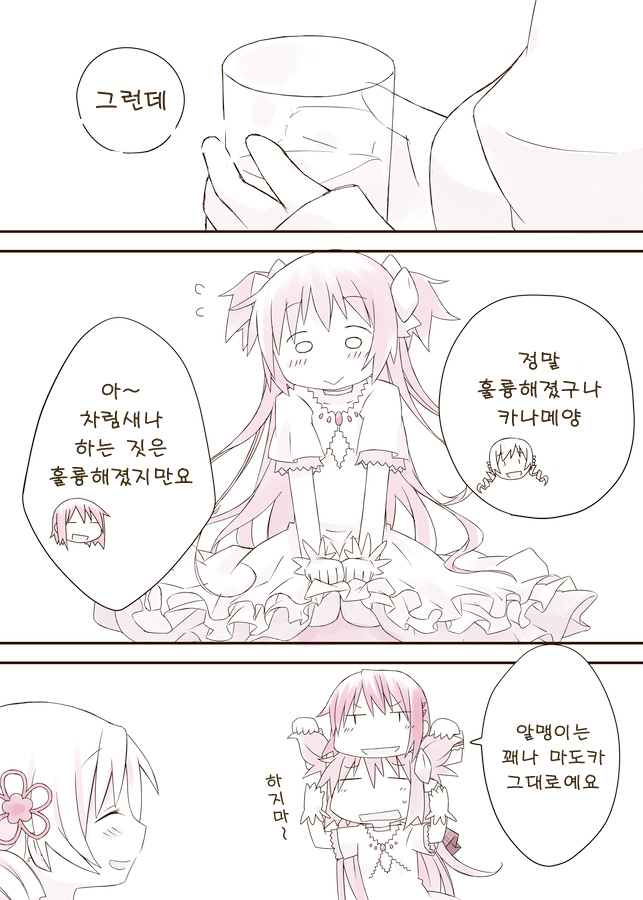 그런데
정말
훌륭해졌구나
카나메양
아~
차림새나
하는 짓은
훌륭해졌지만요
알맹이는
꽤나 마도카
그대로예요
하지마~